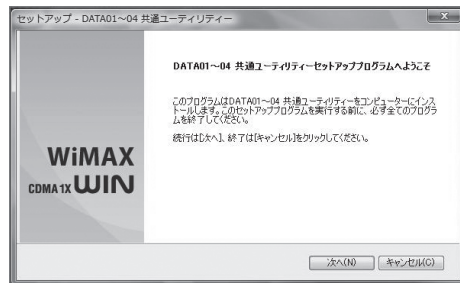 セットアップ - DATA01～04 共通ユーティリティー
DATA01～04 共通ユーティリティーセットアッププログラムへようこそ
このプログラムはDATA01～04 共通ユーティリティーをコンピューターにインス
トールします。このセットアッププログラムを実行する前に、必ず全てのプログラ
ムを終了してください。
続行は[次へ]、終了は[キャンセル]をクリックしてください。
WiMAX
CDMA 1X WIN
次へ(N)
キャンセル(C)